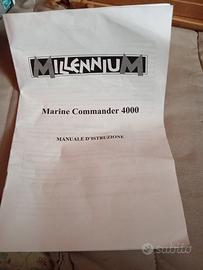 MILLENNIUM
Marine Commander 4000
MANUALE D'ISTRUZIONE
subito